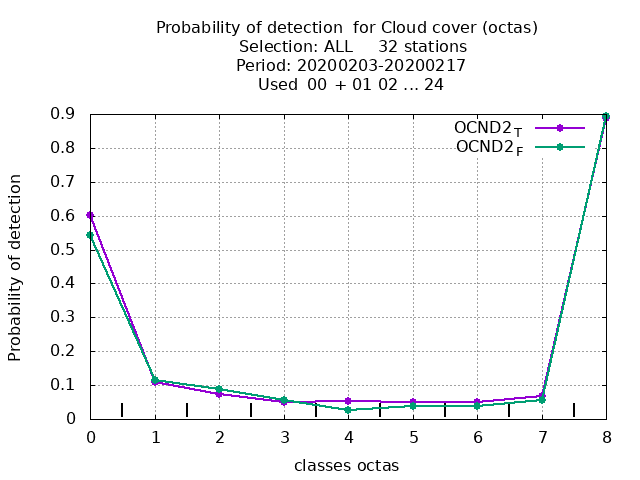 Probability of detection  for Cloud cover (octas)
Selection: ALL     32 stations
Period: 20200203-20200217
Used  00 + 01 02 ... 24
OCND2_T
OCND2_F
Probability of detection
0.9
0.8
0.7
0.6
0.5
0.4
0.3
0.2
0.1
0
0 1 2 3 4 5 6 7 8
classes octas